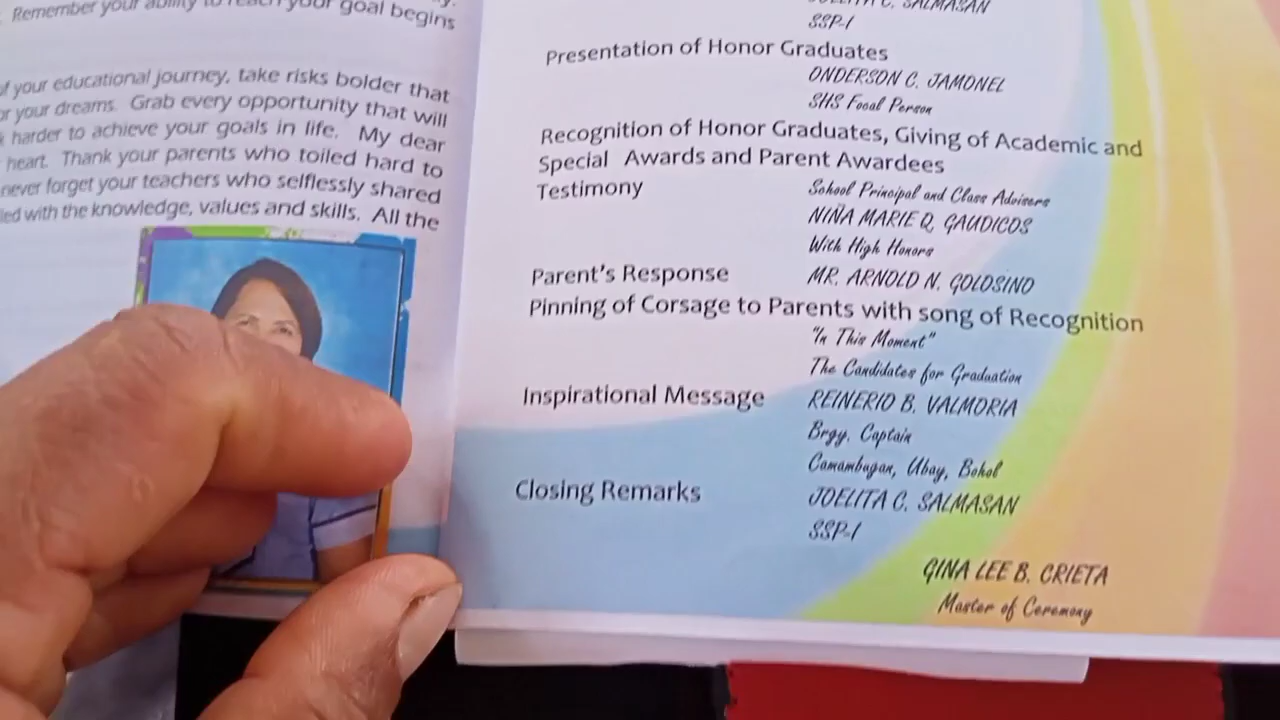 Remember your ability to reach your goal begins
of your educational journey, take risks bolder that
your dreams. Grab every opportunity that will
harder to achieve your goals in life. My dear
heart. Thank your parents who toiled hard to
never forget your teachers who selflessly shared
with the knowledge, values and skills. All the
JOELITA C. SALMASAN
SSP-I
Presentation of Honor Graduates
ONDERSON C. JAMONEL
SHS Focal Person
Recognition of Honor Graduates, Giving of Academic and
Special Awards and Parent Awardees
School Principal and Class Advisers
Testimony
NIÑA MARIE Q. GAUDICOS
With High Honors
Parent's Response
MR. ARNOLD N. GOLOSINO
Pinning of Corsage to Parents with song of Recognition
"In This Moment"
The Candidates for Graduation
Inspirational Message
REINERIO B. VALMORIA
Brgy. Captain
Camambugan, Ubay, Bohol
Closing Remarks
JOELITA C. SALMASAN
SSP-I
GINA LEE B. CRIETA
Master of Ceremony